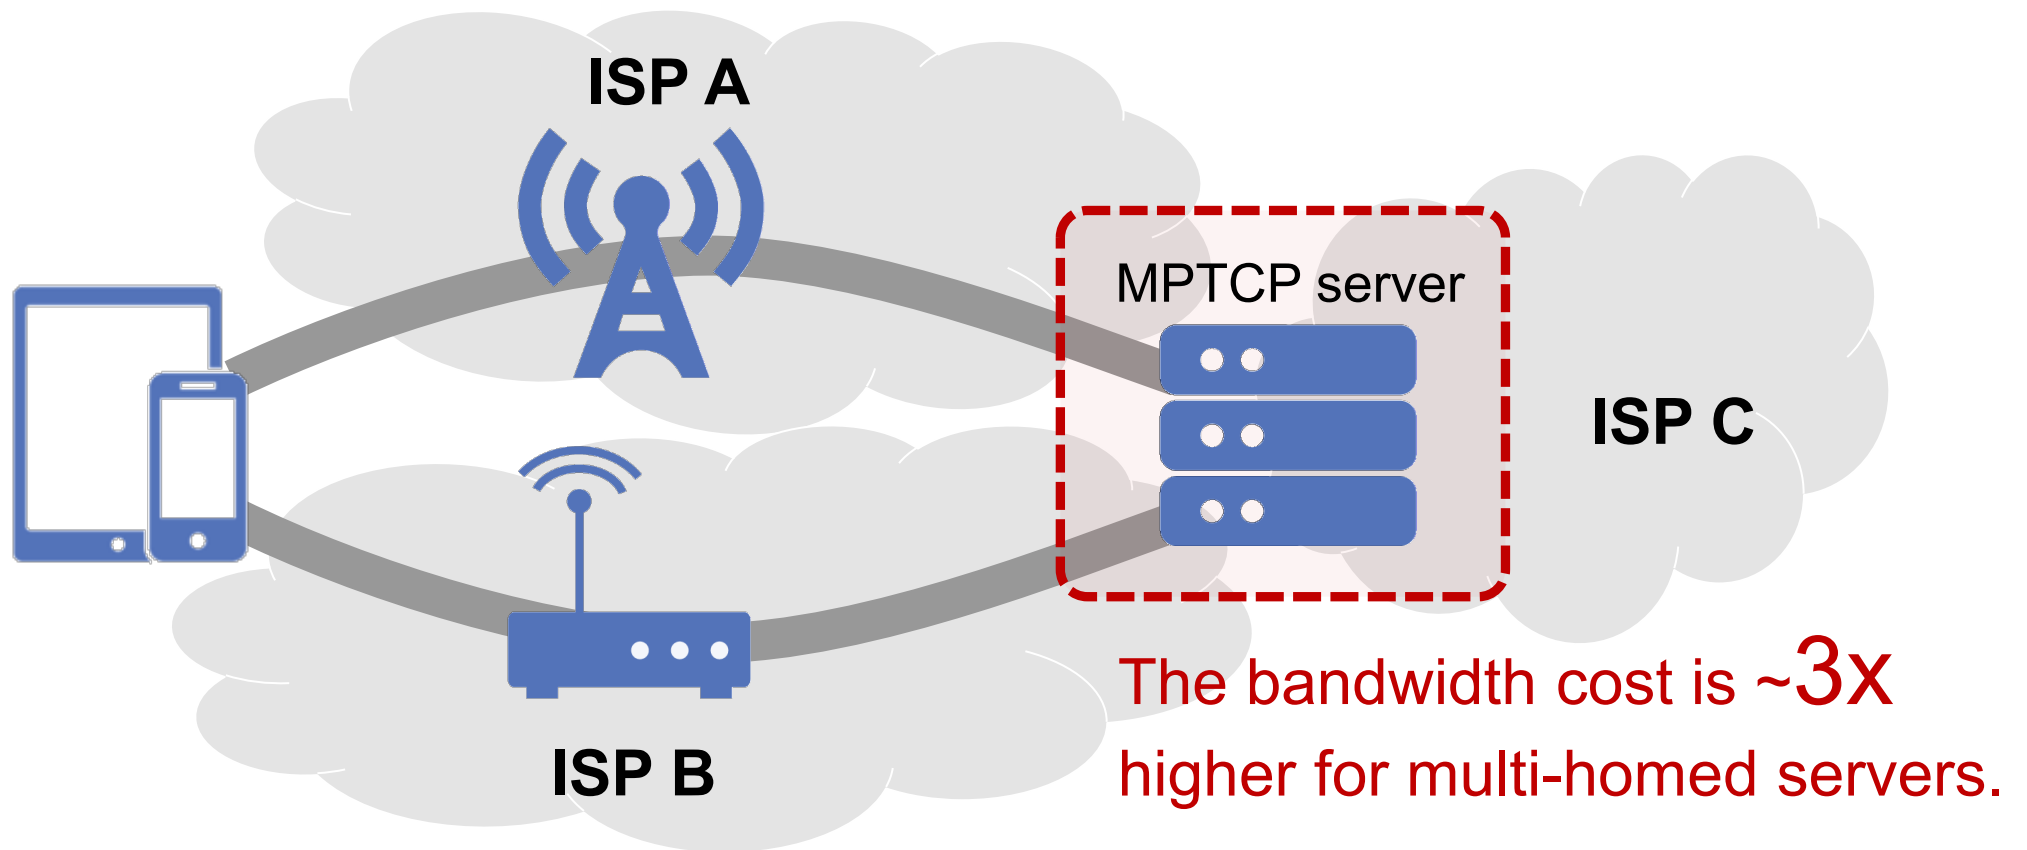 ISP A
MPTCP server
ISP C
ISP B
The bandwidth cost is ~3x
higher for multi-homed servers.